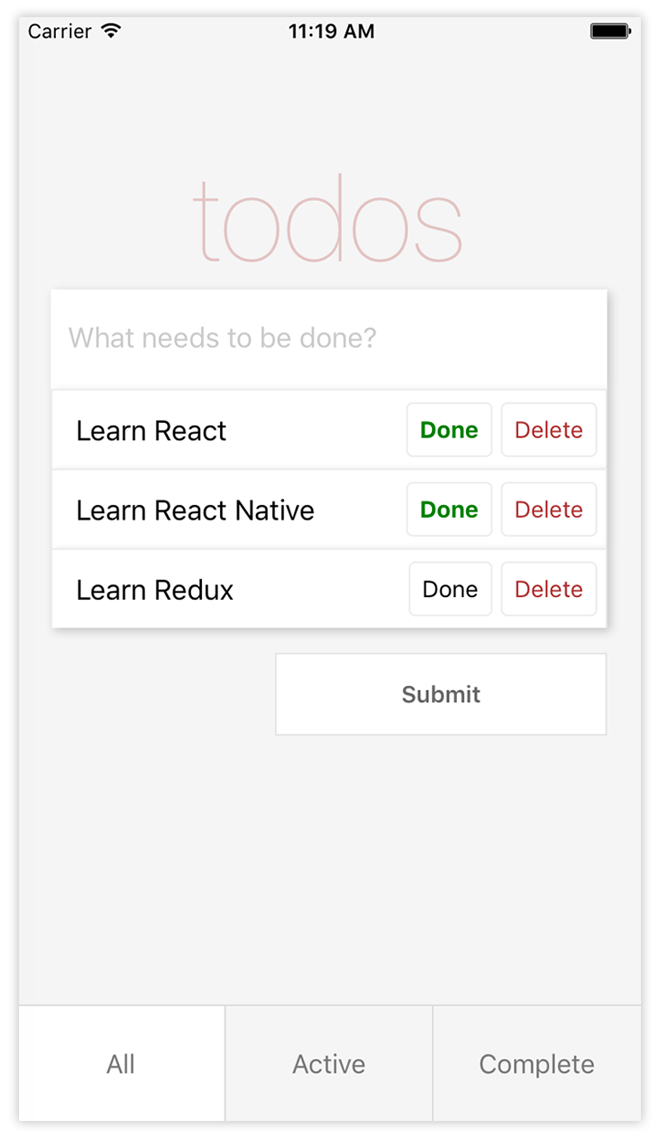 Carrier 11:19 AM
todos
What needs to be done?
Learn React Done Delete
Learn React Native Done Delete
Learn Redux Done Delete
Submit
All Active Complete